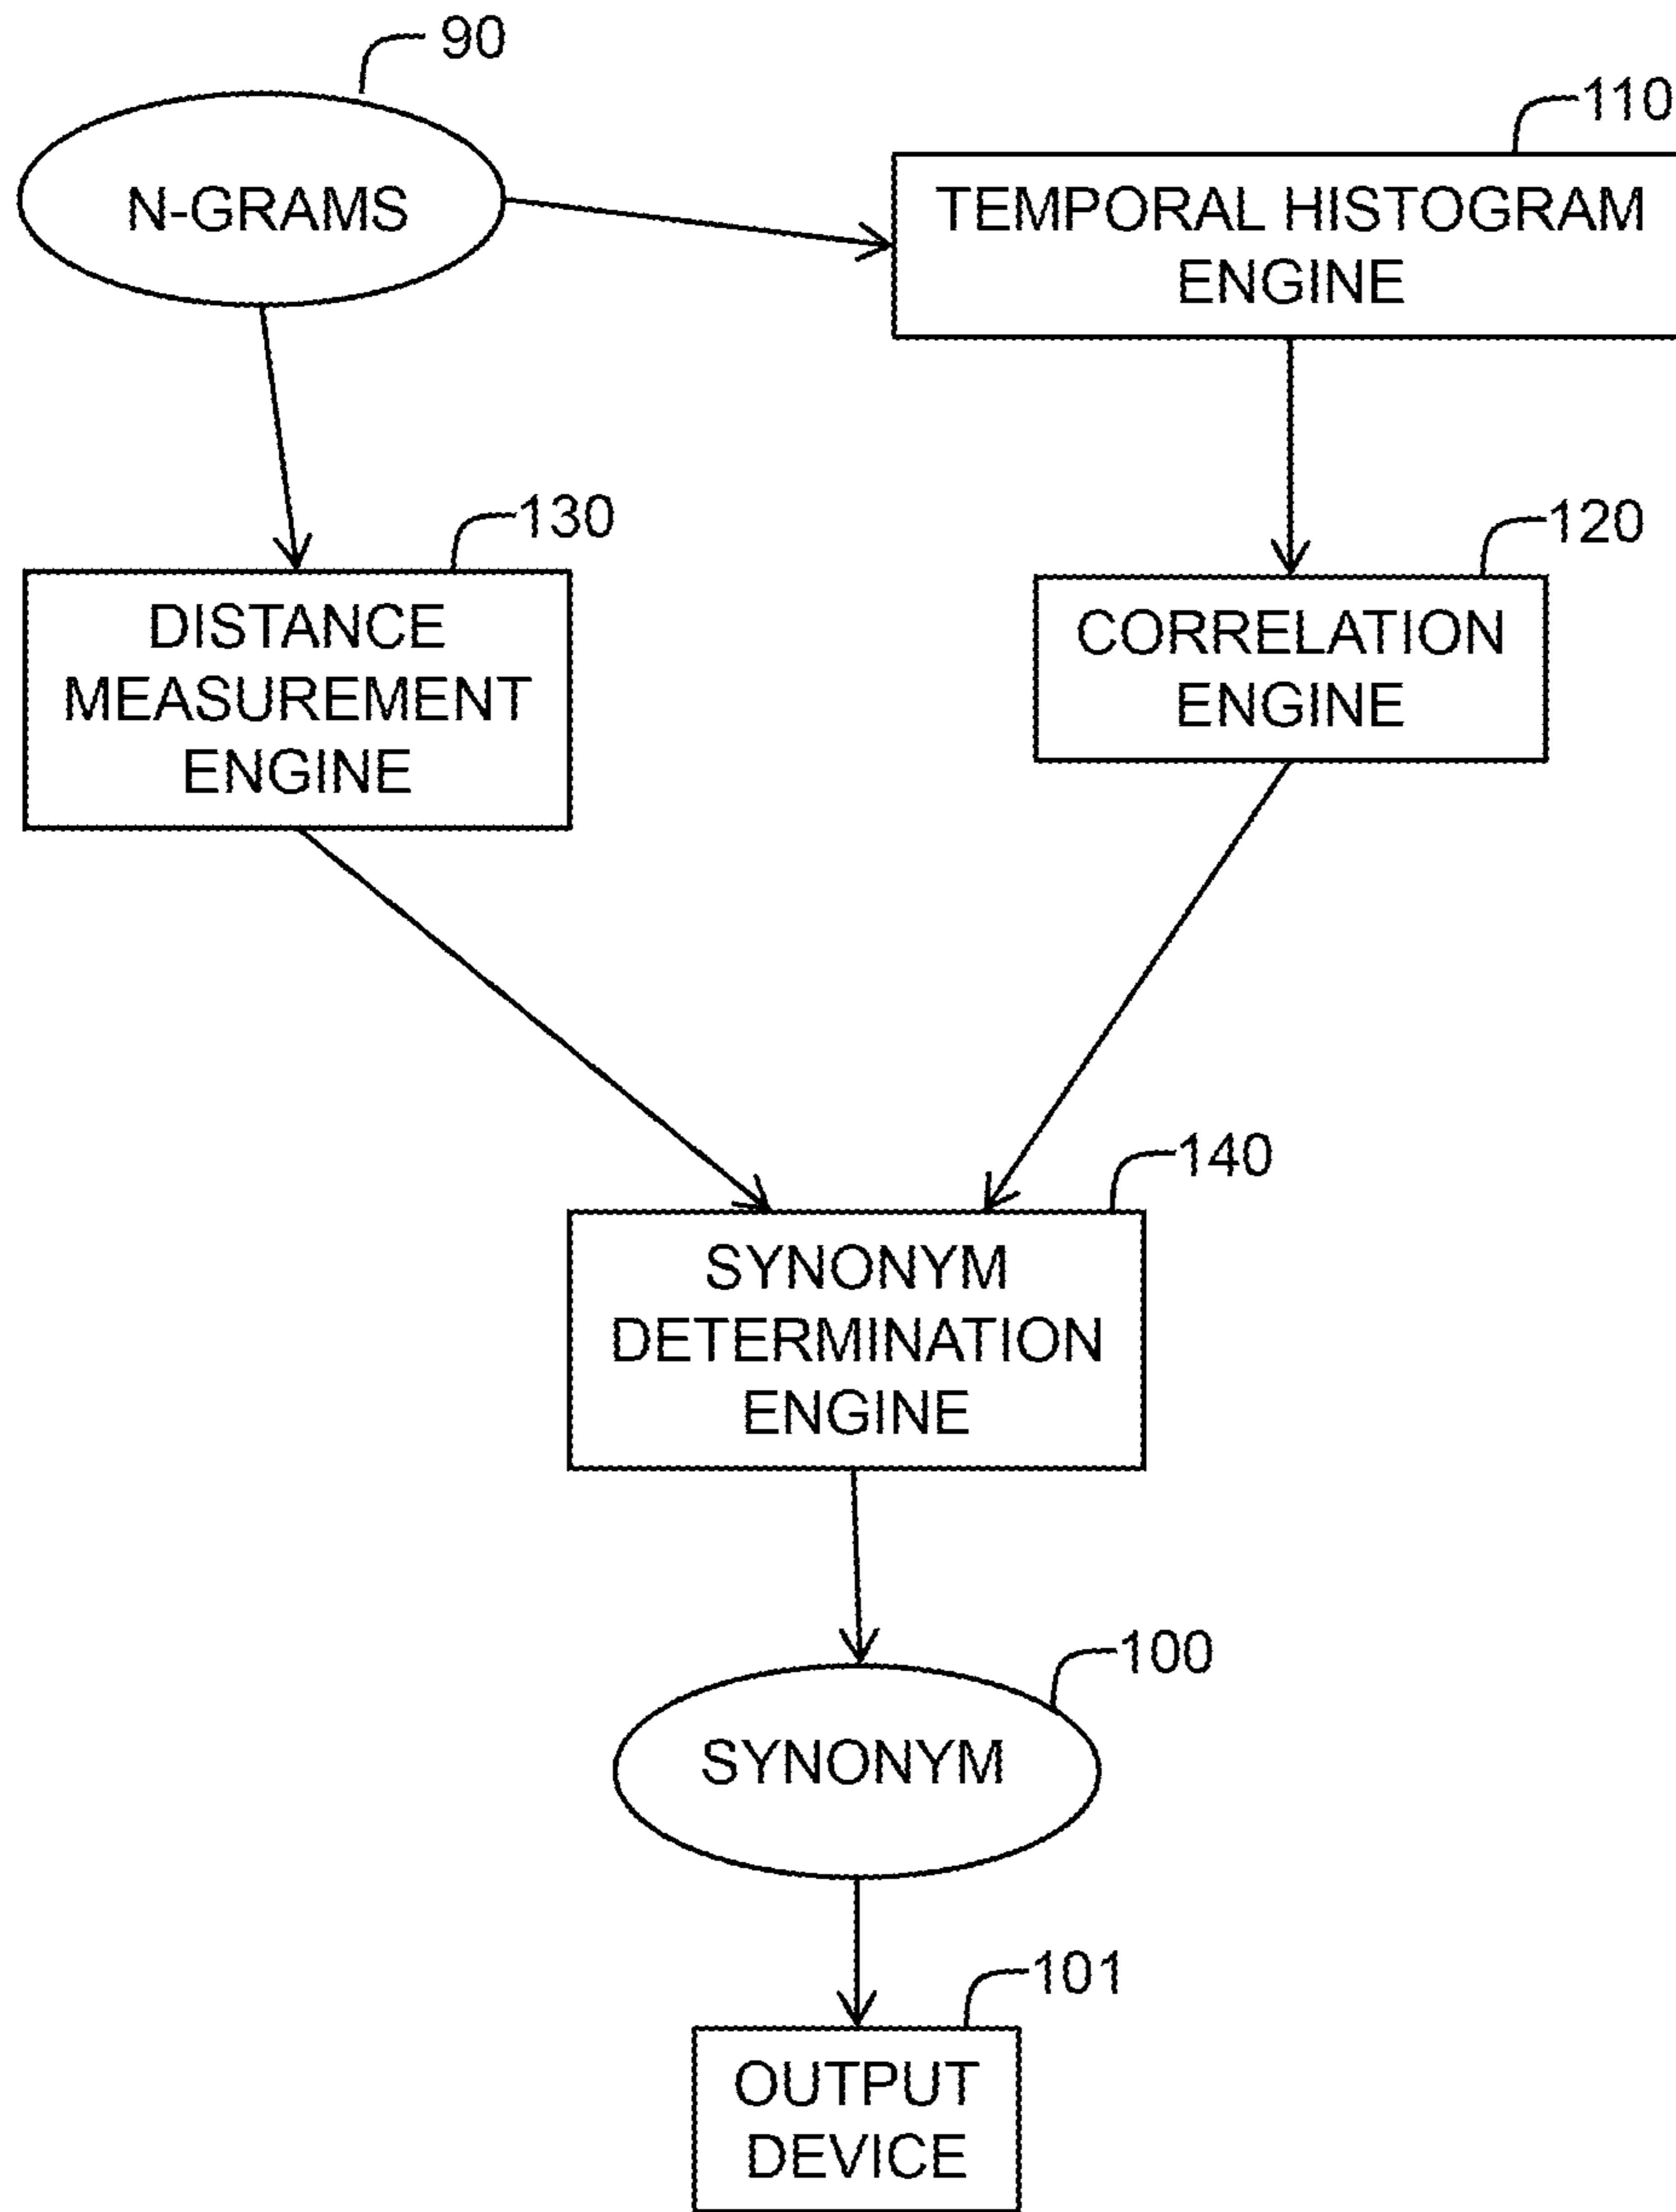 90
N-GRAMS
110
TEMPORAL HISTOGRAM
ENGINE
130
DISTANCE
MEASUREMENT
ENGINE
120
CORRELATION
ENGINE
140
SYNONYM
DETERMINATION
ENGINE
100
SYNONYM
101
OUTPUT
DEVICE